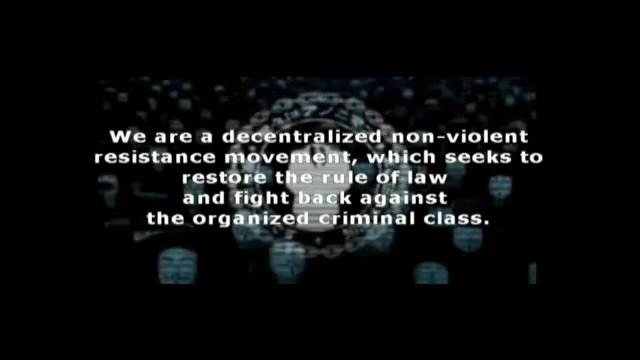 We are a decentralized non-violent
resistance movement, which seeks to
restore the rule of law
and fight back against
the organized criminal class.